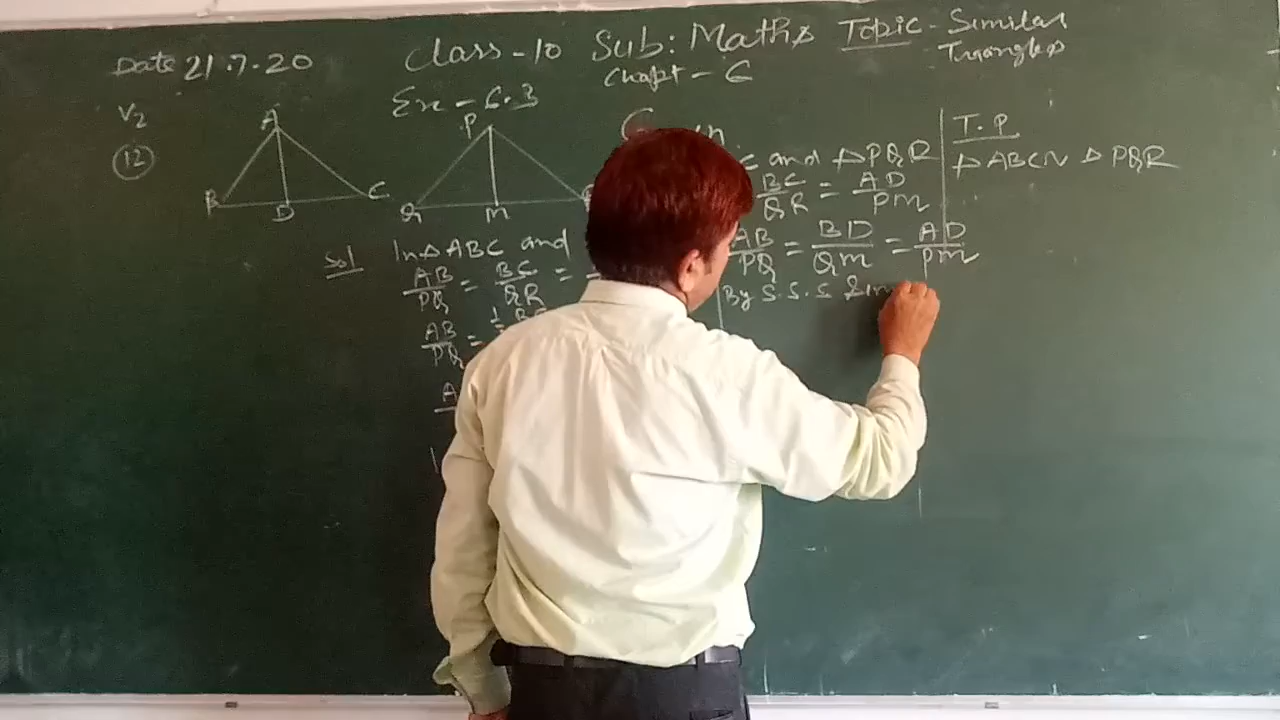 Date 21.7.20
Class-10 Sub: Maths Topic - Similar
Triangles
Chapt - 6
Ex - 6.3
V2
12
A
B
D
C
P
Q
M
T.P
△ABC ~ △PQR
and △PQR
BC/QR = AD/PM
Sol In △ABC and
AB/PQ = BC/QR =
AB/PQ =
AB/PQ = BD/QM = AD/PM
By S.S.S Sim